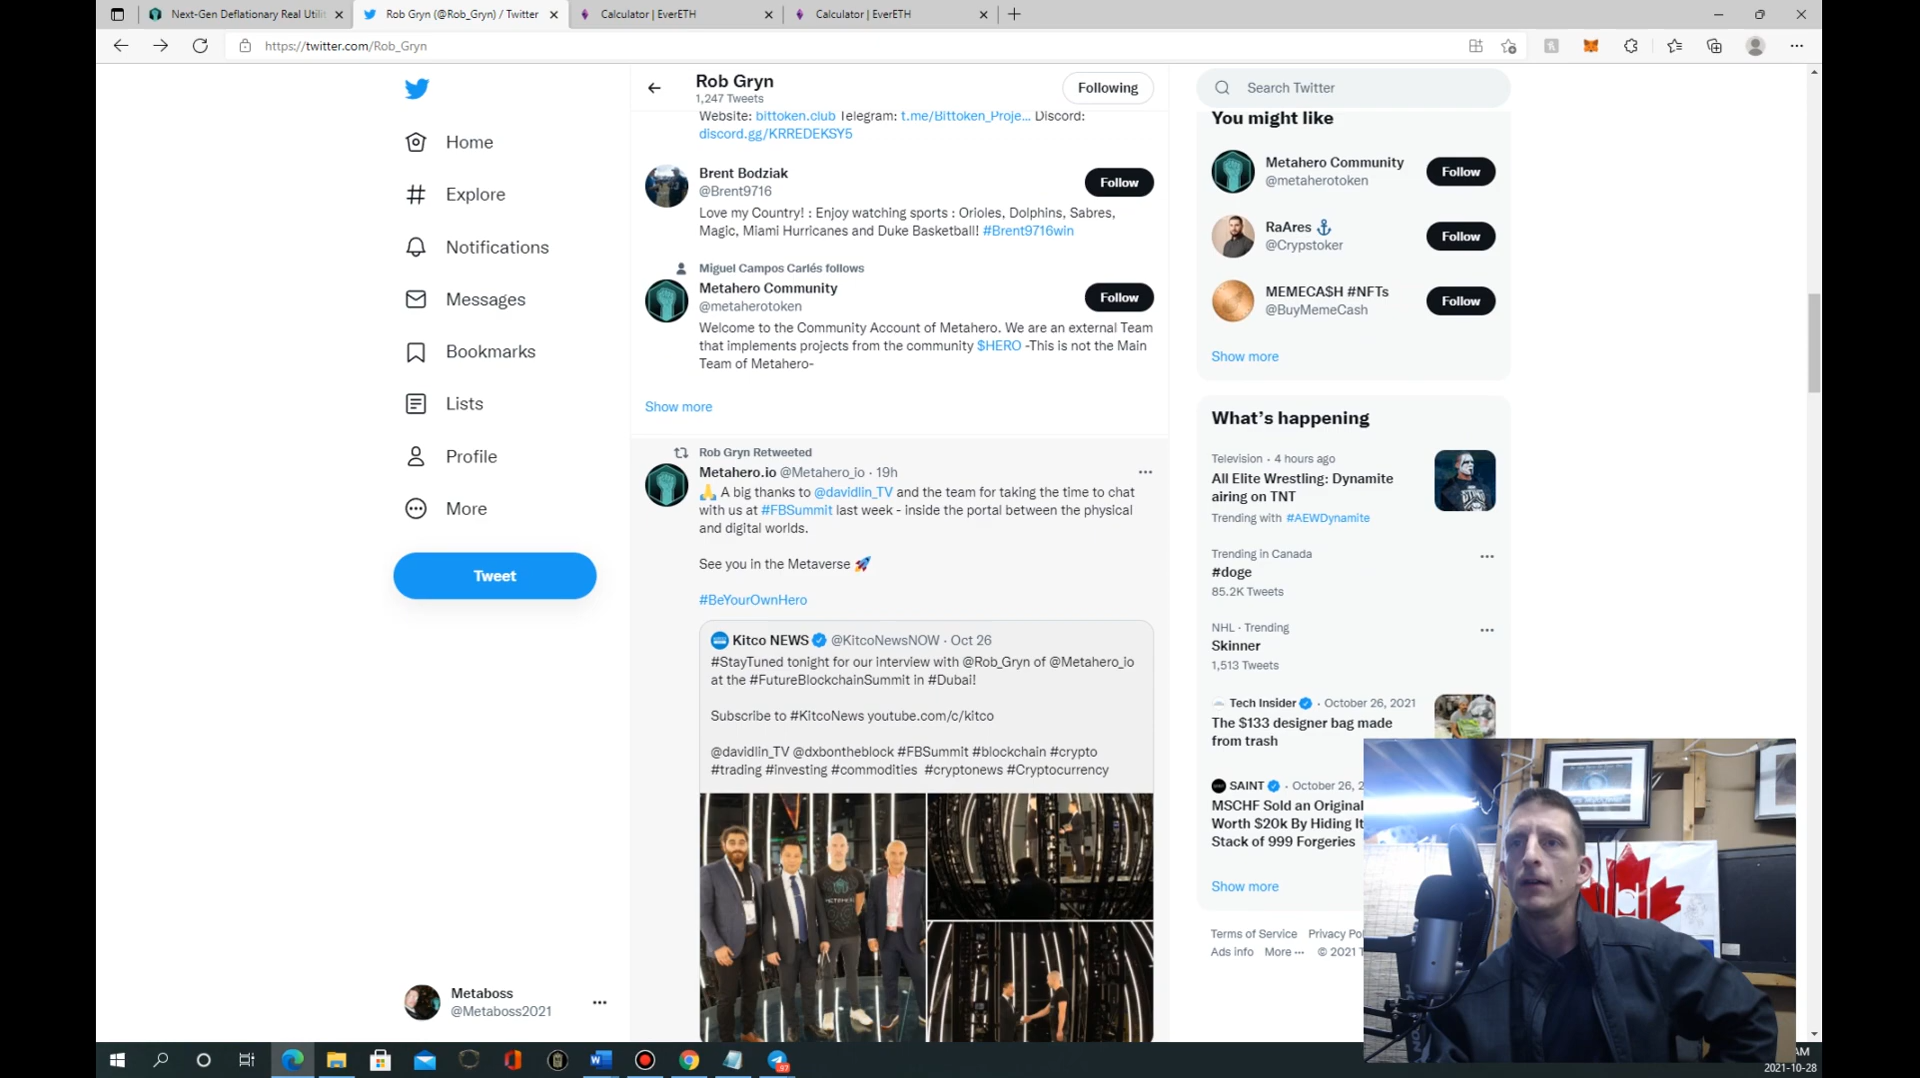 Next-Gen Deflationary Real Utili
Rob Gryn (@Rob_Gryn) / Twitter
Calculator | EverETH
Calculator | EverETH
https://twitter.com/Rob_Gryn
Home
Explore
Notifications
Messages
Bookmarks
Lists
Profile
More
Tweet
Metaboss
@Metaboss2021
Rob Gryn
1,247 Tweets
Following
Website: bittoken.club Telegram: t.me/Bittoken_Proje... Discord:
discord.gg/KRREDEKSY5
Brent Bodziak
@Brent9716
Follow
Love my Country! : Enjoy watching sports : Orioles, Dolphins, Sabres,
Magic, Miami Hurricanes and Duke Basketball! #Brent9716win
Miguel Campos Carlés follows
Metahero Community
@metaherotoken
Follow
Welcome to the Community Account of Metahero. We are an external Team
that implements projects from the community $HERO -This is not the Main
Team of Metahero-
Show more
Rob Gryn Retweeted
Metahero.io @Metahero_io · 19h
🙏 A big thanks to @davidlin_TV and the team for taking the time to chat
with us at #FBSummit last week - inside the portal between the physical
and digital worlds.
See you in the Metaverse 🚀
#BeYourOwnHero
Kitco NEWS @KitcoNewsNOW · Oct 26
#StayTuned tonight for our interview with @Rob_Gryn of @Metahero_io
at the #FutureBlockchainSummit in #Dubai!
Subscribe to #KitcoNews youtube.com/c/kitco
@davidlin_TV @dxbontheblock #FBSummit #blockchain #crypto
#trading #investing #commodities #cryptonews #Cryptocurrency
METAHERO
Search Twitter
You might like
Metahero Community
@metaherotoken
Follow
RaAres ⚓
@Crypstoker
Follow
MEMECA$H #NFTs
@BuyMemeCash
Follow
Show more
What's happening
Television · 4 hours ago
All Elite Wrestling: Dynamite
airing on TNT
Trending with #AEWDynamite
Trending in Canada
#doge
85.2K Tweets
NHL · Trending
Skinner
1,513 Tweets
Tech Insider · October 26, 2021
The $133 designer bag made
from trash
SAINT · October 26, 2
MSCHF Sold an Original
Worth $20k By Hiding It
Stack of 999 Forgeries
Show more
Terms of Service Privacy Pol
Ads info More ··· © 2021 T
AM
2021-10-28